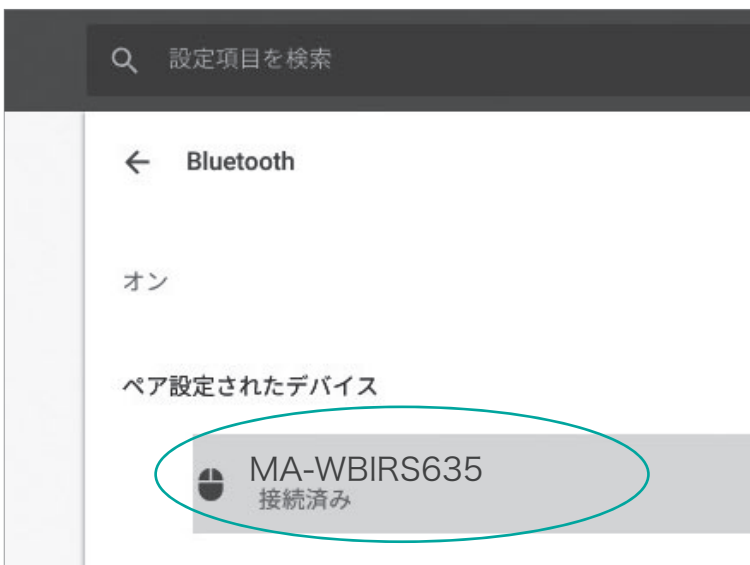 設定項目を検索
Bluetooth
オン
ペア設定されたデバイス
MA-WBIRS635
接続済み